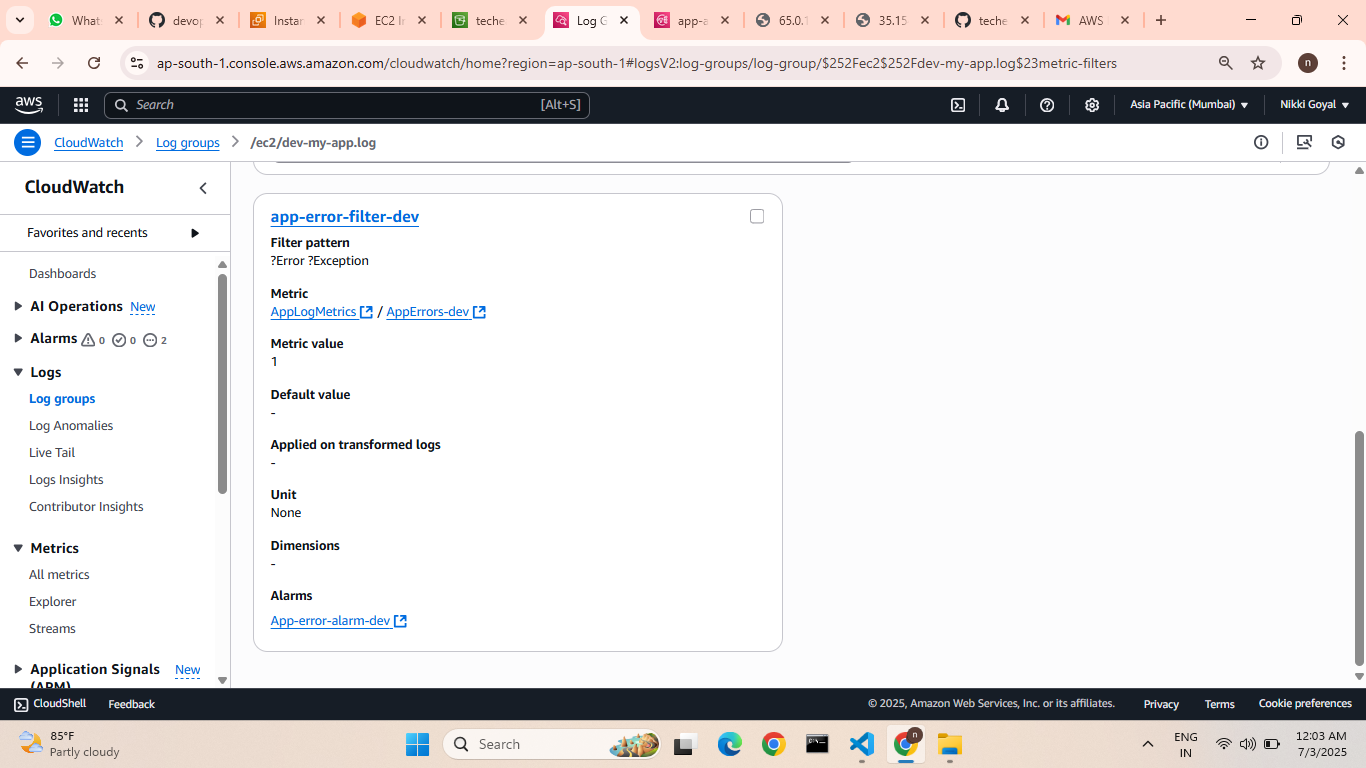 What:
devop
Instar
EC2 Ir
teche
Log G
app-a
65.0.1
35.15
teche
AWS
ap-south-1.console.aws.amazon.com/cloudwatch/home?region=ap-south-1#logsV2:log-groups/log-group/$252Fec2$252Fdev-my-app.log$23metric-filters
n
aws
Search
[Alt+S]
Asia Pacific (Mumbai)
Nikki Goyal
CloudWatch
Log groups
/ec2/dev-my-app.log
CloudWatch
Favorites and recents
Dashboards
AI Operations New
Alarms 0 0 2
Logs
Log groups
Log Anomalies
Live Tail
Logs Insights
Contributor Insights
Metrics
All metrics
Explorer
Streams
Application Signals New
(APM)
app-error-filter-dev
Filter pattern
?Error ?Exception
Metric
AppLogMetrics / AppErrors-dev
Metric value
1
Default value
-
Applied on transformed logs
-
Unit
None
Dimensions
-
Alarms
App-error-alarm-dev
CloudShell
Feedback
© 2025, Amazon Web Services, Inc. or its affiliates.
Privacy
Terms
Cookie preferences
85°F
Partly cloudy
Search
n
ENG
IN
12:03 AM
7/3/2025